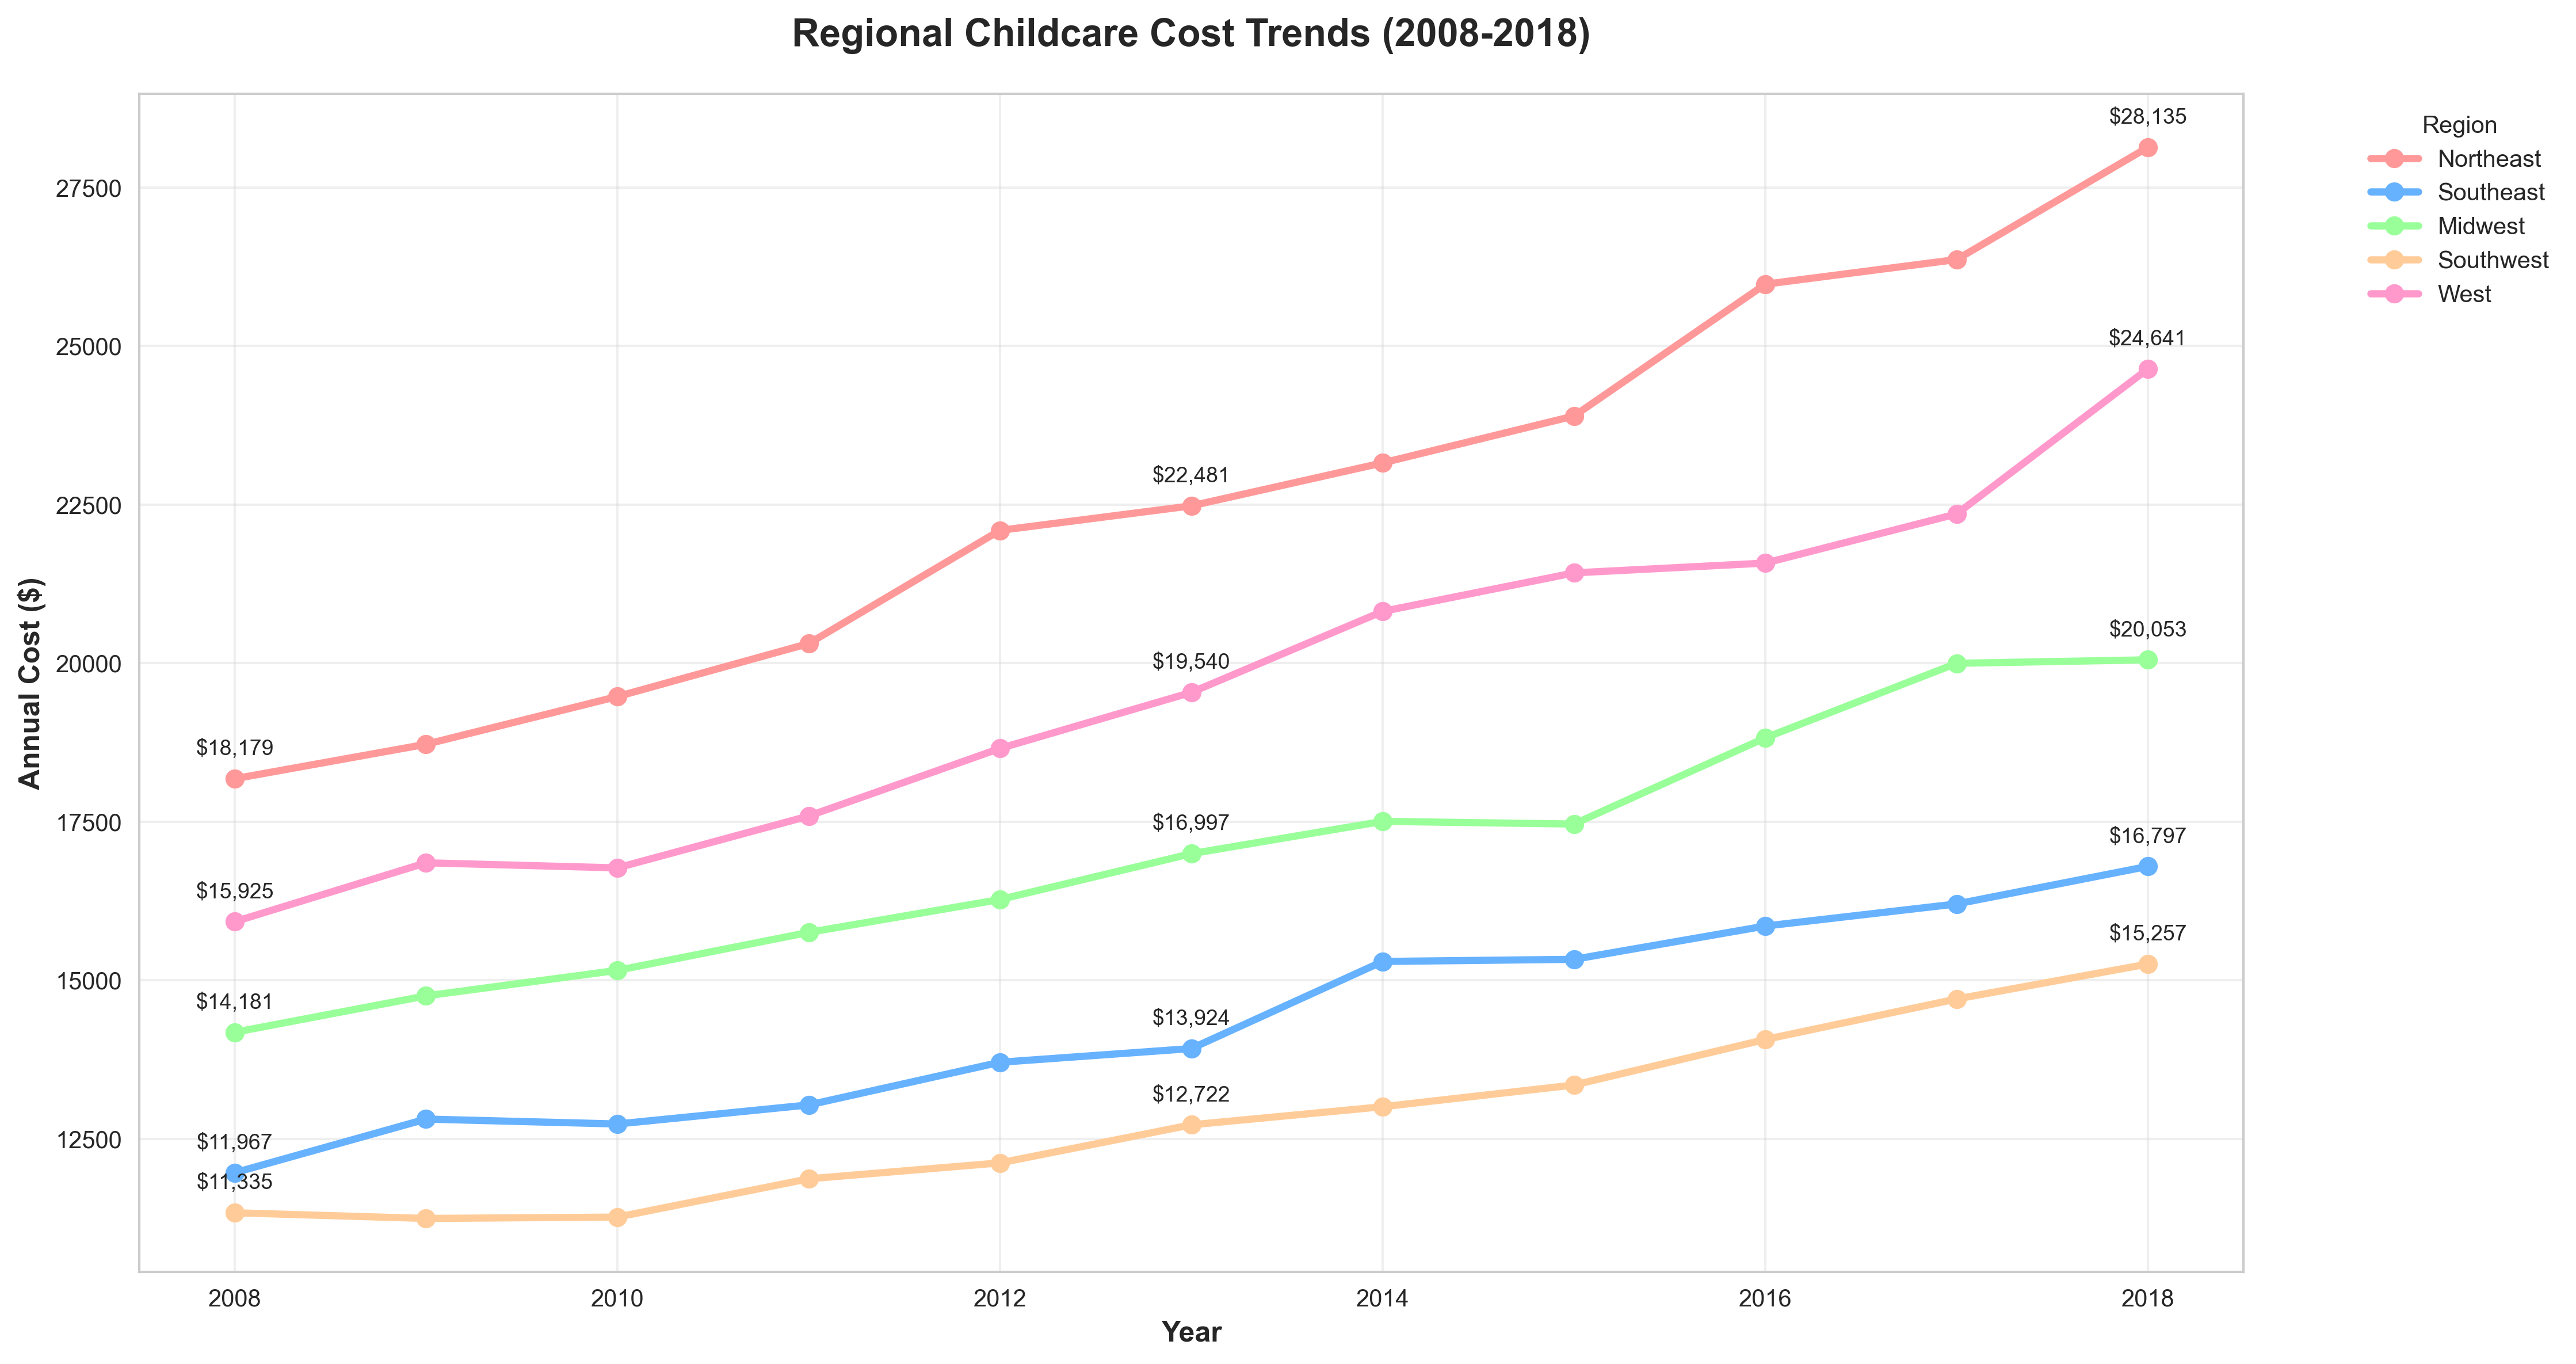 Regional Childcare Cost Trends (2008-2018)
Annual Cost ($)
27500
25000
22500
20000
17500
15000
12500
$18,179
$15,925
$14,181
$11,967
$11,335
$22,481
$19,540
$16,997
$13,924
$12,722
$28,135
$24,641
$20,053
$16,797
$15,257
2008 2010 2012 2014 2016 2018
Year
Region
Northeast
Southeast
Midwest
Southwest
West